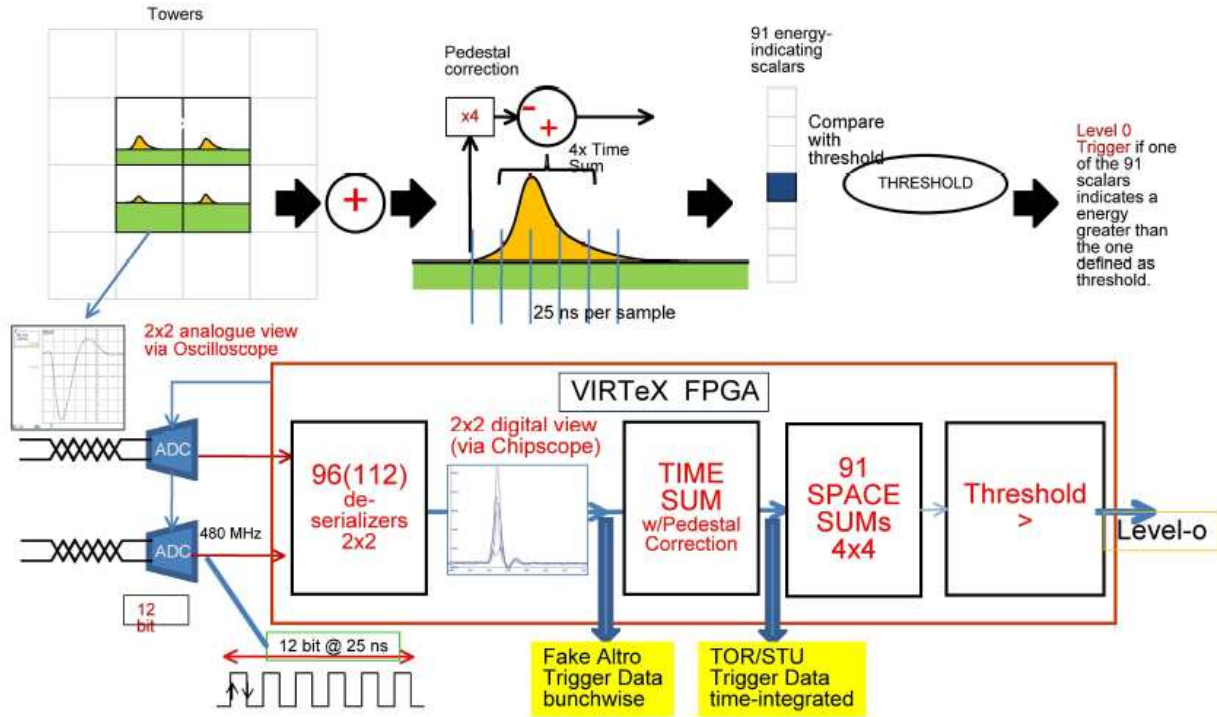 Towers
Pedestal
correction
x4
-
+
4x Time
Sum
+
25 ns per sample
91 energy-
indicating
scalars
Compare
with
threshold
THRESHOLD
Level 0
Trigger if one
of the 91
scalars
indicates a
energy
greater than
the one
defined as
threshold.
2x2 analogue view
via Oscilloscope
VIRTeX FPGA
ADC
ADC
480 MHz
12
bit
12 bit @ 25 ns
96(112)
de-
serializers
2x2
2x2 digital view
(via Chipscope)
TIME
SUM
w/Pedestal
Correction
91
SPACE
SUMs
4x4
Threshold
>
Level-o
Fake Altro
Trigger Data
bunchwise
TOR/STU
Trigger Data
time-integrated